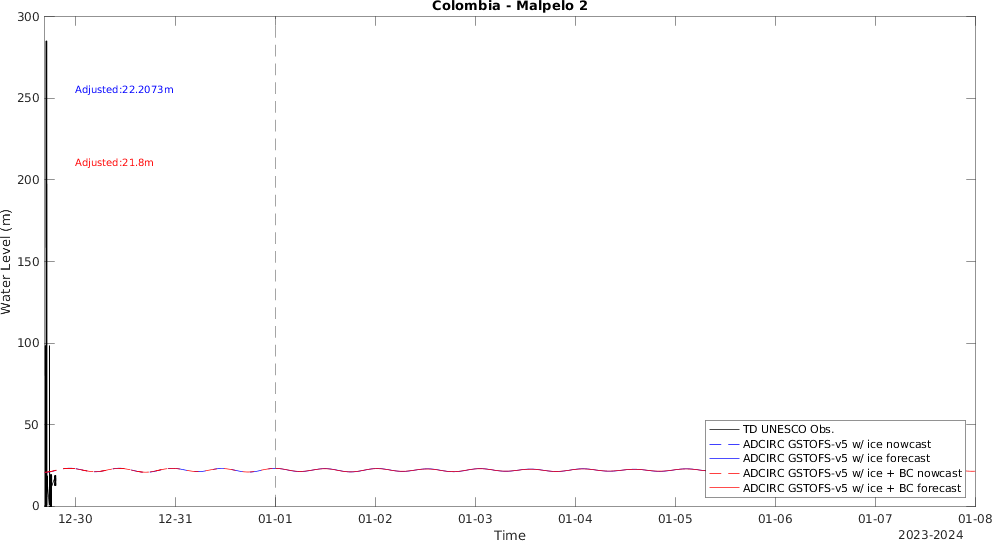 Colombia - Malpelo 2
300
250
200
150
100
50
0
Water Level (m)
Adjusted:22.2073m
Adjusted:21.8m
TD UNESCO Obs.
ADCIRC GSTOFS-v5 w/ ice nowcast
ADCIRC GSTOFS-v5 w/ ice forecast
ADCIRC GSTOFS-v5 w/ ice + BC nowcast
ADCIRC GSTOFS-v5 w/ ice + BC forecast
12-30 12-31 01-01 01-02 01-03 01-04 01-05 01-06 01-07 01-08
Time
2023-2024